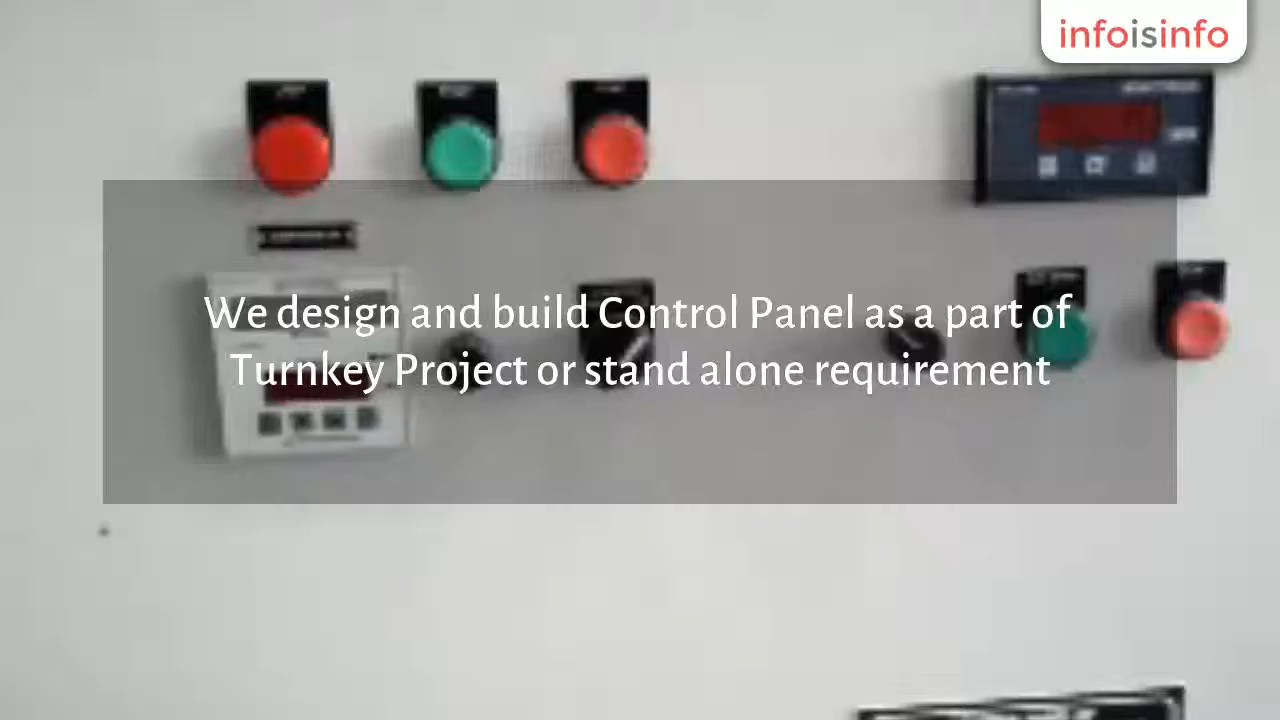 infoisinfo
We design and build Control Panel as a part of
Turnkey Project or stand alone requirement